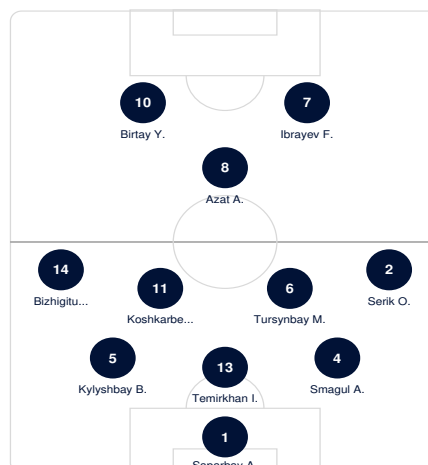 10
7
Birtay Y.
Ibrayev F.
8
Azat A.
14
2
11
6
Bizhigitu...
Serik O.
Koshkarbe...
Tursynbay M.
5
4
13
Kylyshbay B.
Smagul A.
Temirkhan I.
1